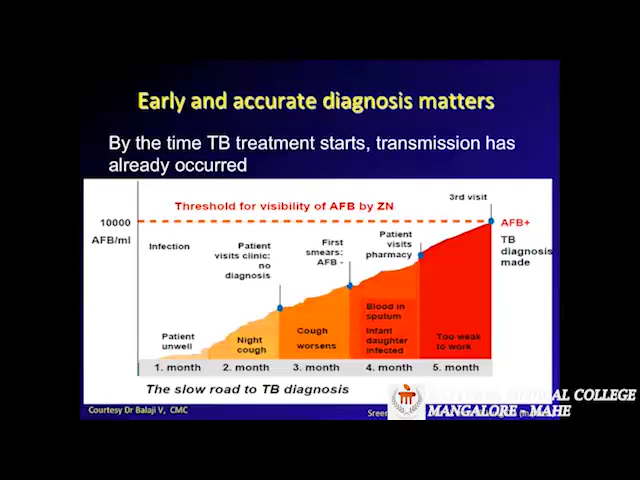 Early and accurate diagnosis matters
By the time TB treatment starts, transmission has
already occurred
Threshold for visibility of AFB by ZN
3rd visit
10000
AFB/ml
AFB+
TB
diagnosis
made
Infection
Patient
visits clinic:
no
diagnosis
First
smears:
AFB -
Patient
visits
pharmacy
Patient
unwell
Night
cough
Cough
worsens
Blood in
sputum
Infant
daughter
infected
Too weak
to work
1. month
2. month
3. month
4. month
5. month
The slow road to TB diagnosis
Courtesy Dr Balaji V, CMC
MEDICAL COLLEGE
MANGALORE - MAHE